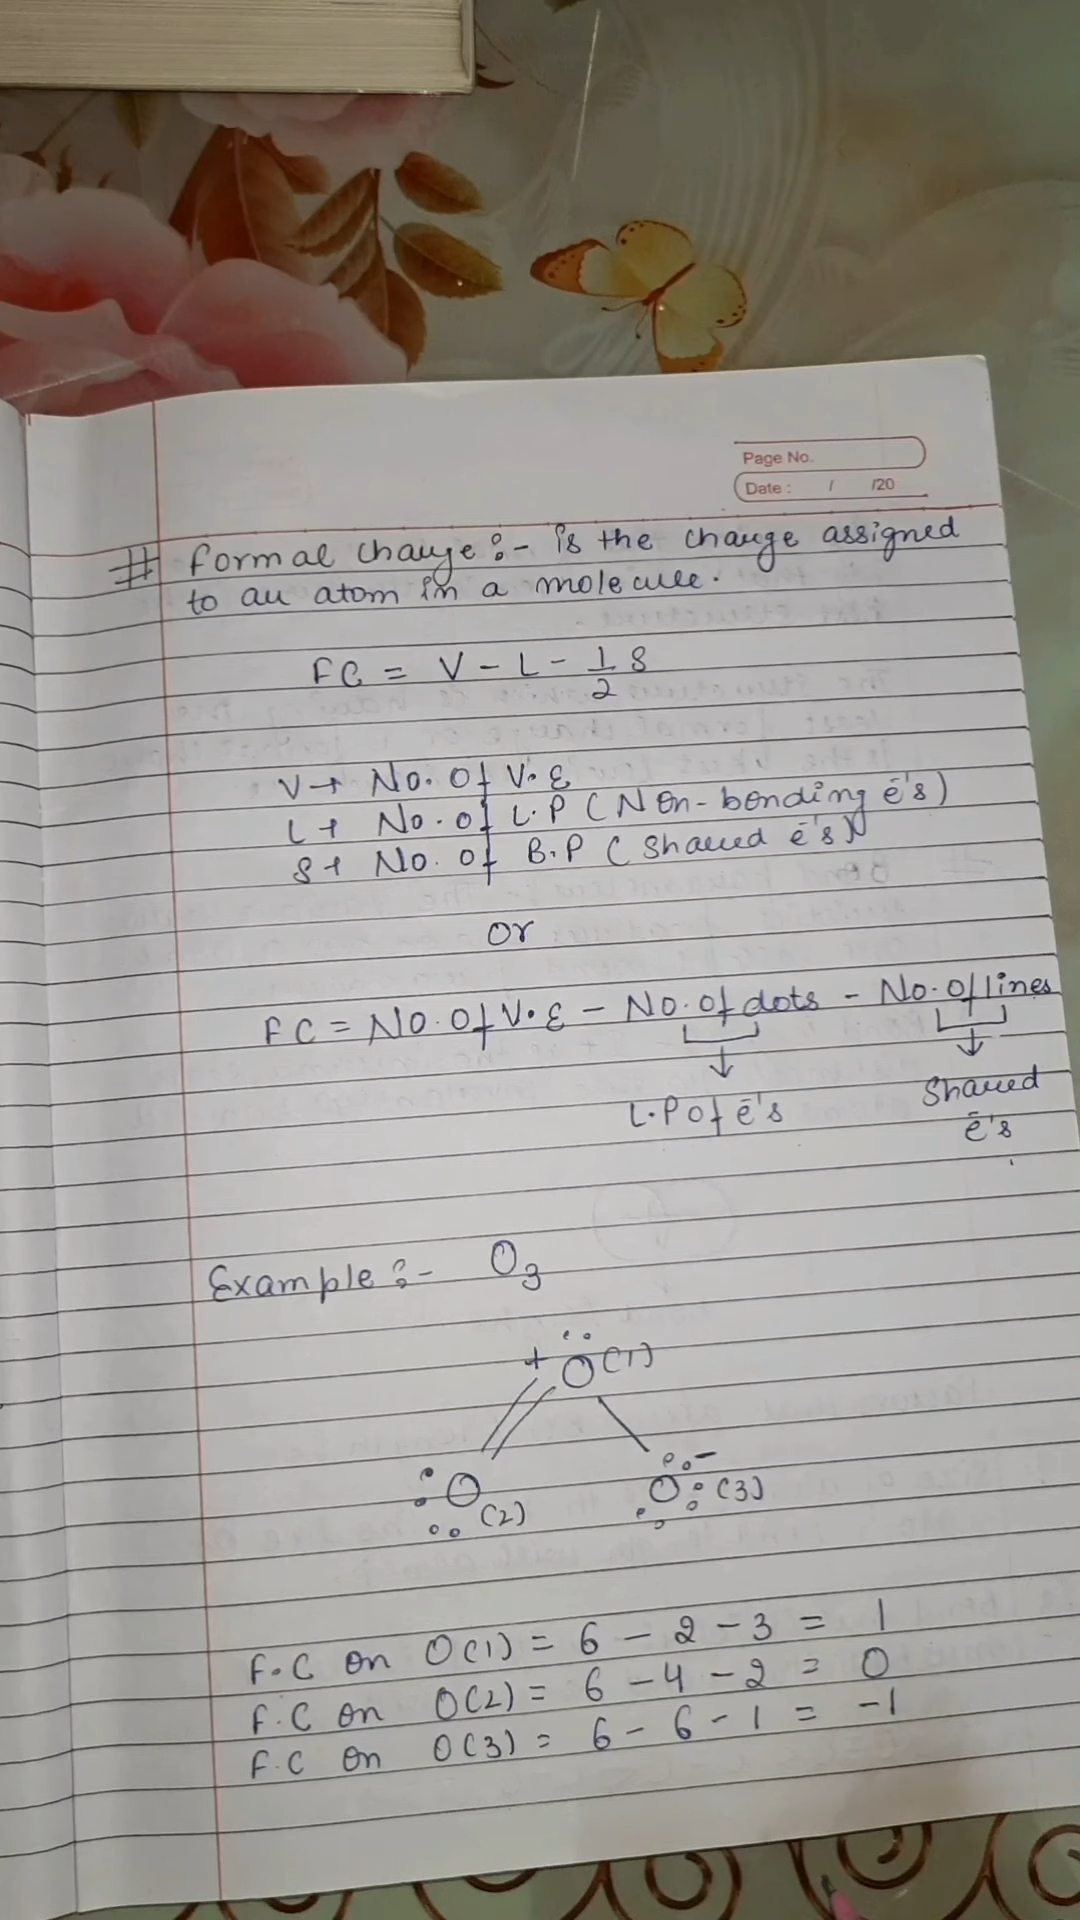 Page No.
Date : / /20
# Formal charge :- is the charge assigned
to an atom in a molecule.
FC = V - L - 1/2 S
V → No. of V.E
L → No. of L.P (Non-bonding ē's)
S → No. of B.P (Shared ē's)
or
FC = No. of V.E - No. of dots - No. of lines
↓ ↓
L.P of ē's Shared
ē's
Example :- O3
+ O(1)
O (2) O (3) -
F.C on O(1) = 6 - 2 - 3 = 1
F.C on O(2) = 6 - 4 - 2 = 0
F.C on O(3) = 6 - 6 - 1 = -1